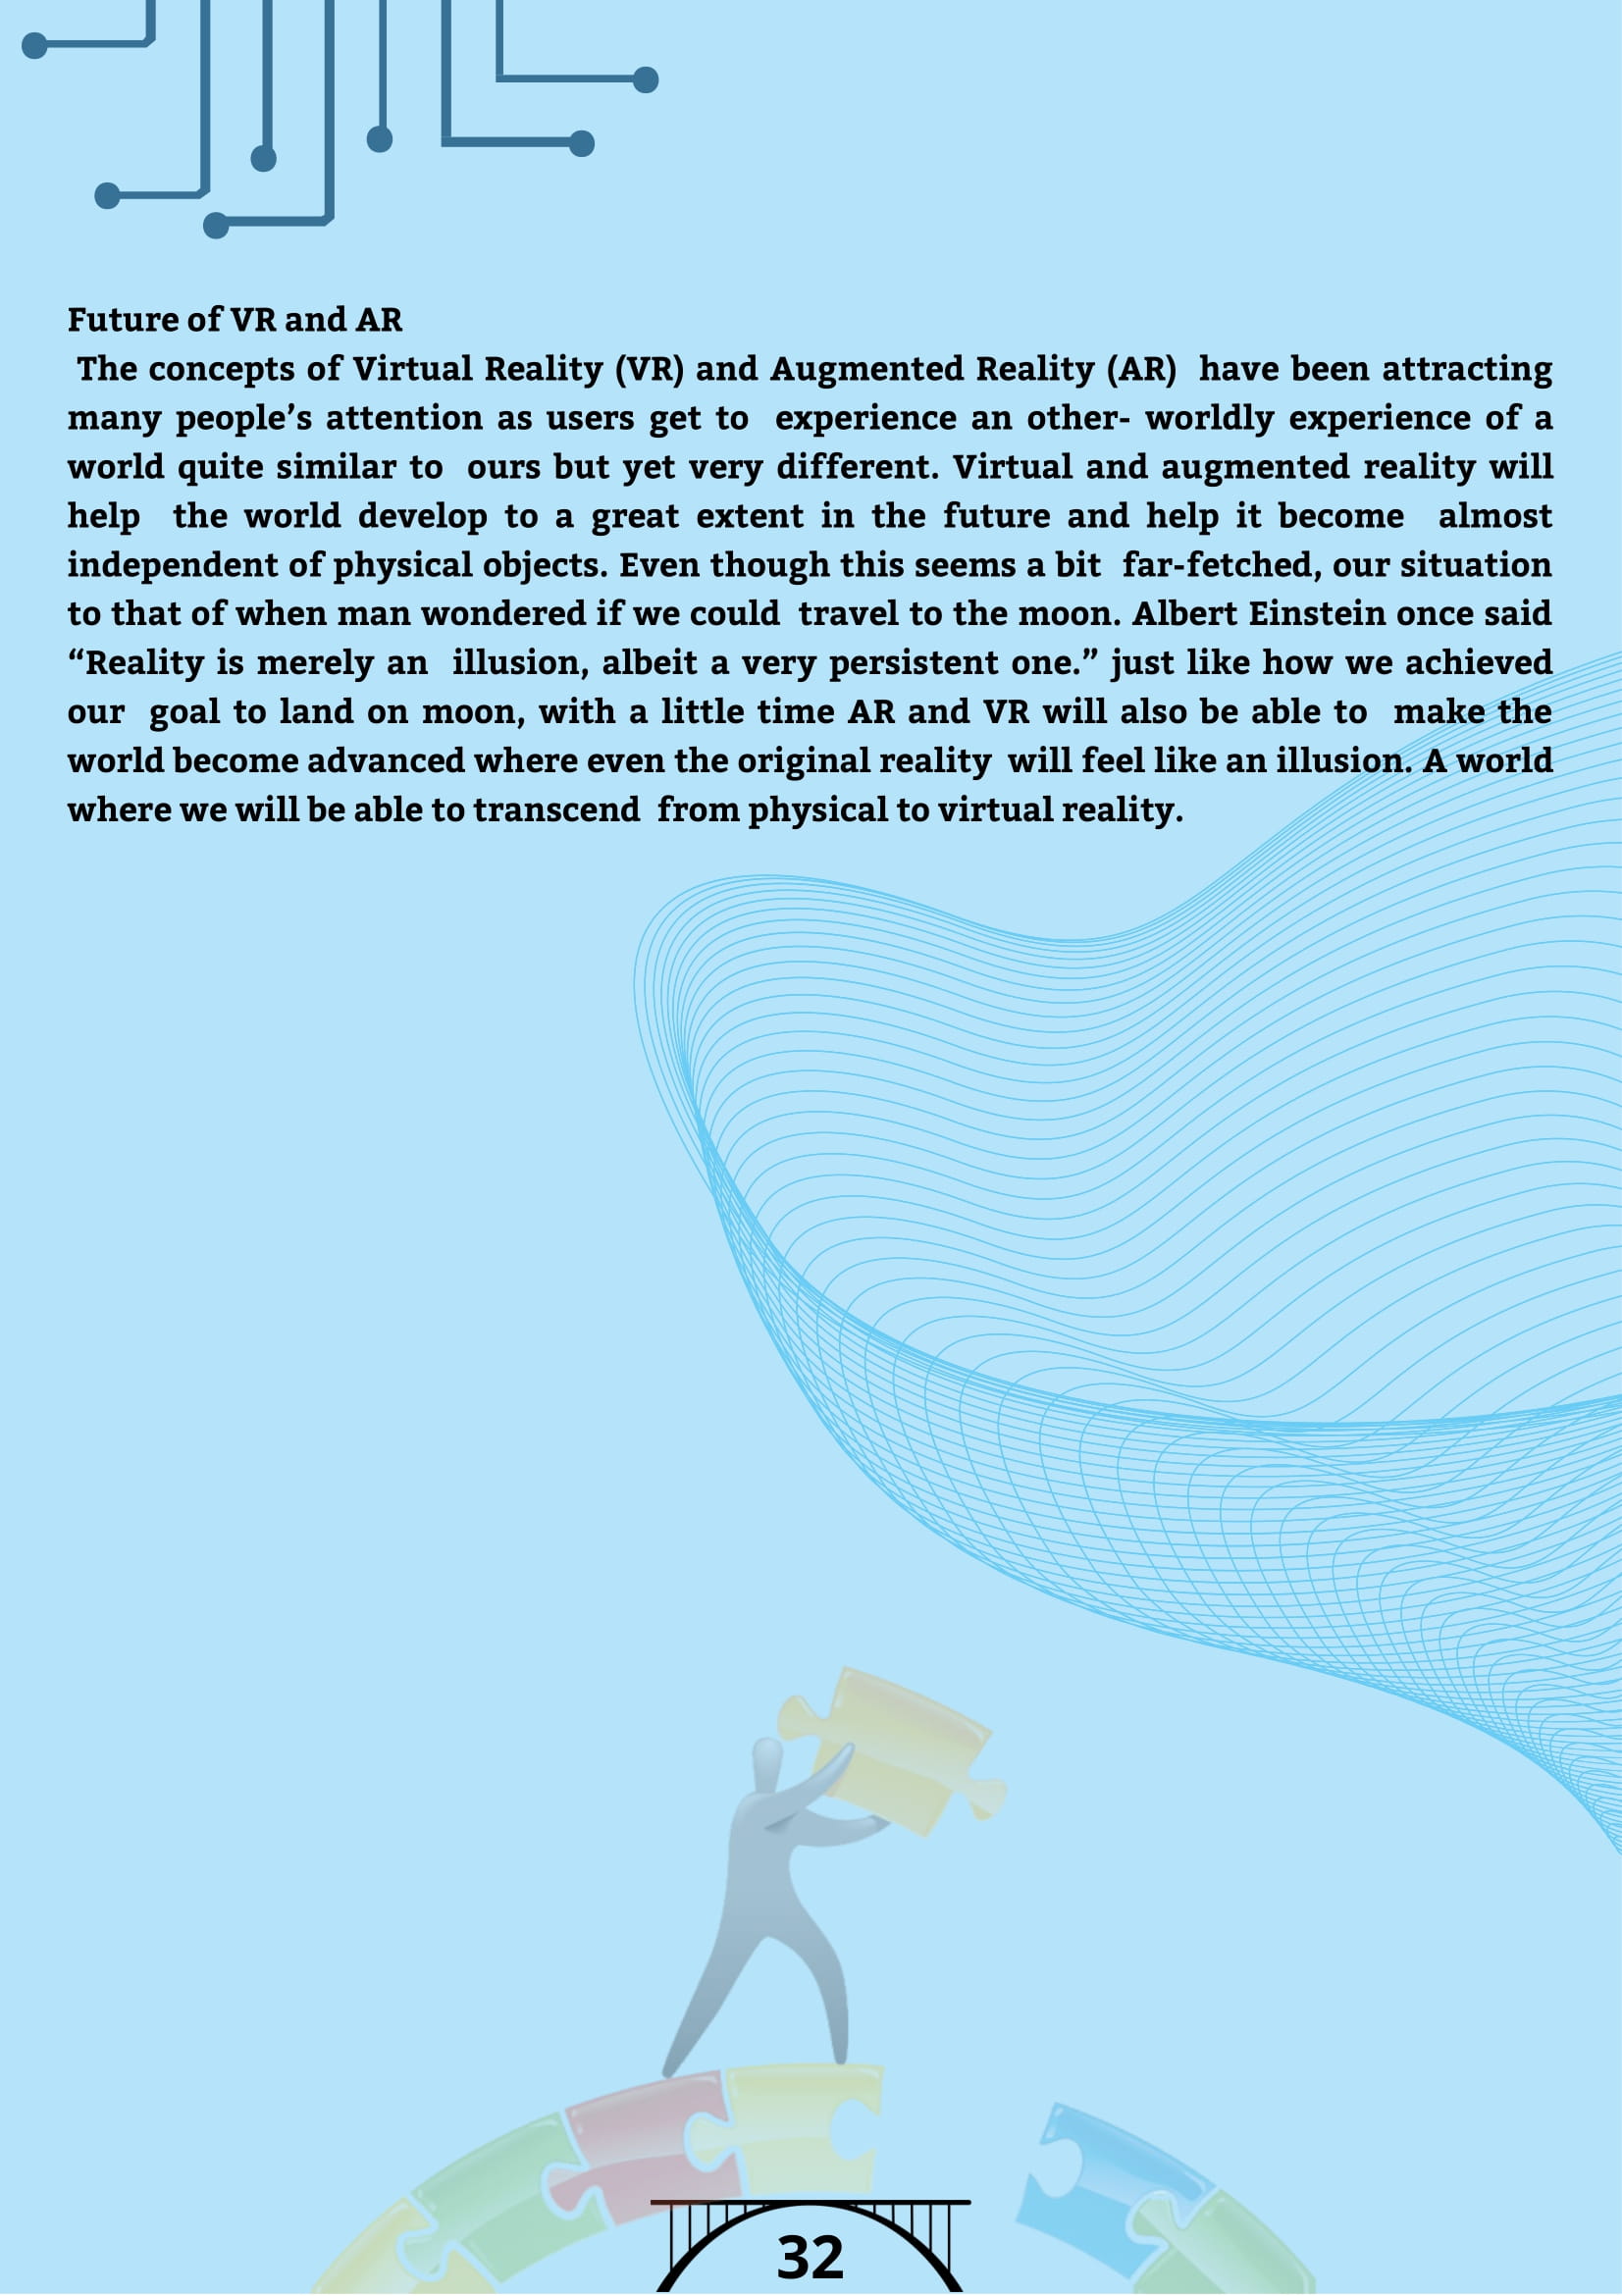 Future of VR and AR
The concepts of Virtual Reality (VR) and Augmented Reality (AR) have been attracting
many people’s attention as users get to experience an other- worldly experience of a
world quite similar to ours but yet very different. Virtual and augmented reality will
help the world develop to a great extent in the future and help it become almost
independent of physical objects. Even though this seems a bit far-fetched, our situation
to that of when man wondered if we could travel to the moon. Albert Einstein once said
“Reality is merely an illusion, albeit a very persistent one.” just like how we achieved
our goal to land on moon, with a little time AR and VR will also be able to make the
world become advanced where even the original reality will feel like an illusion. A world
where we will be able to transcend from physical to virtual reality.
32